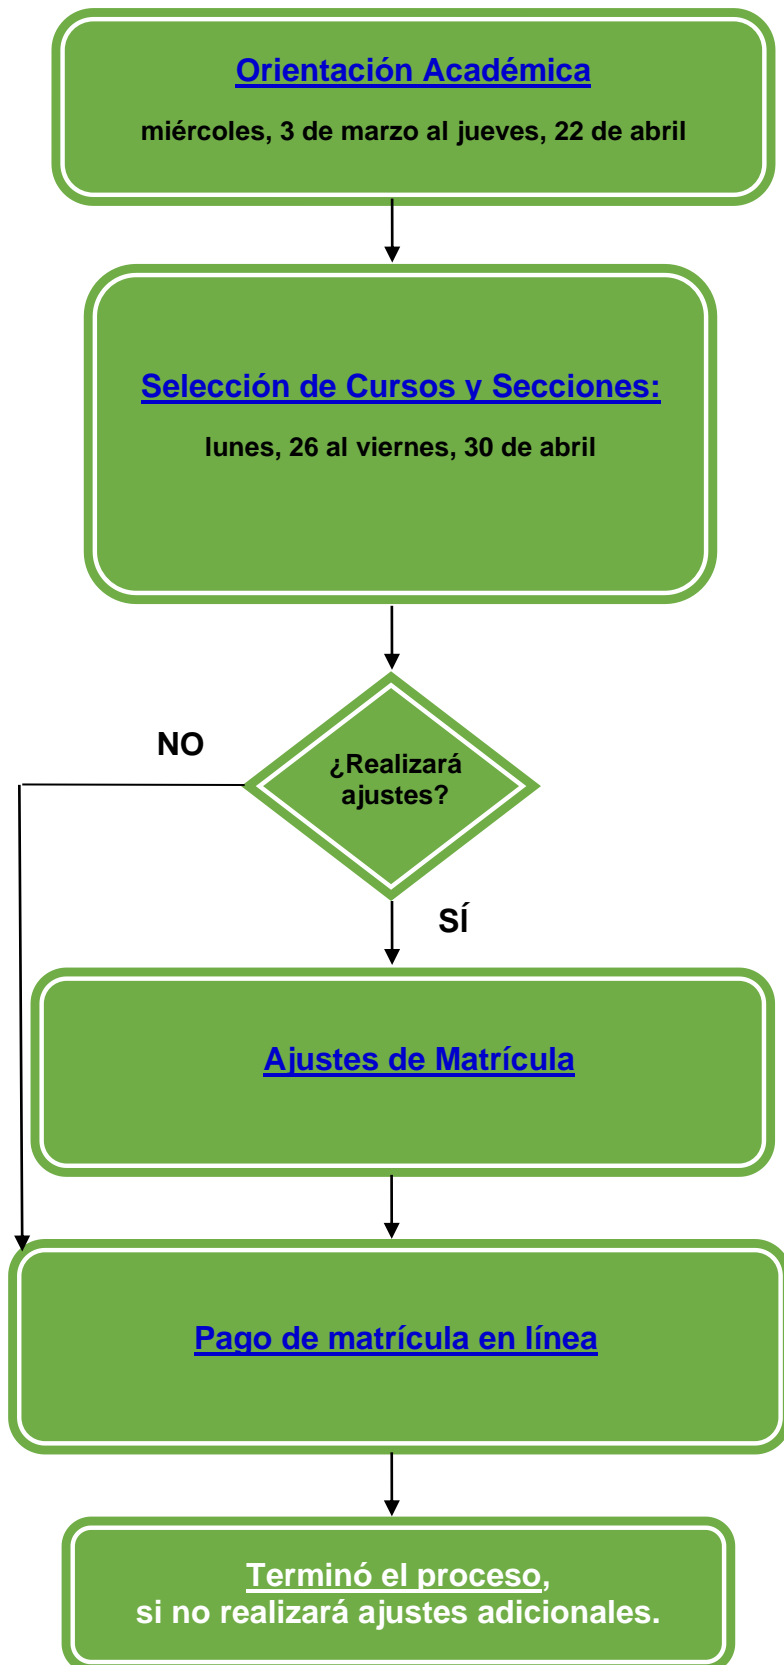 Orientación Académica
miércoles, 3 de marzo al jueves, 22 de abril
Selección de Cursos y Secciones:
lunes, 26 al viernes, 30 de abril
NO
¿Realizará
ajustes?
SÍ
Ajustes de Matrícula
Pago de matrícula en línea
Terminó el proceso,
si no realizará ajustes adicionales.